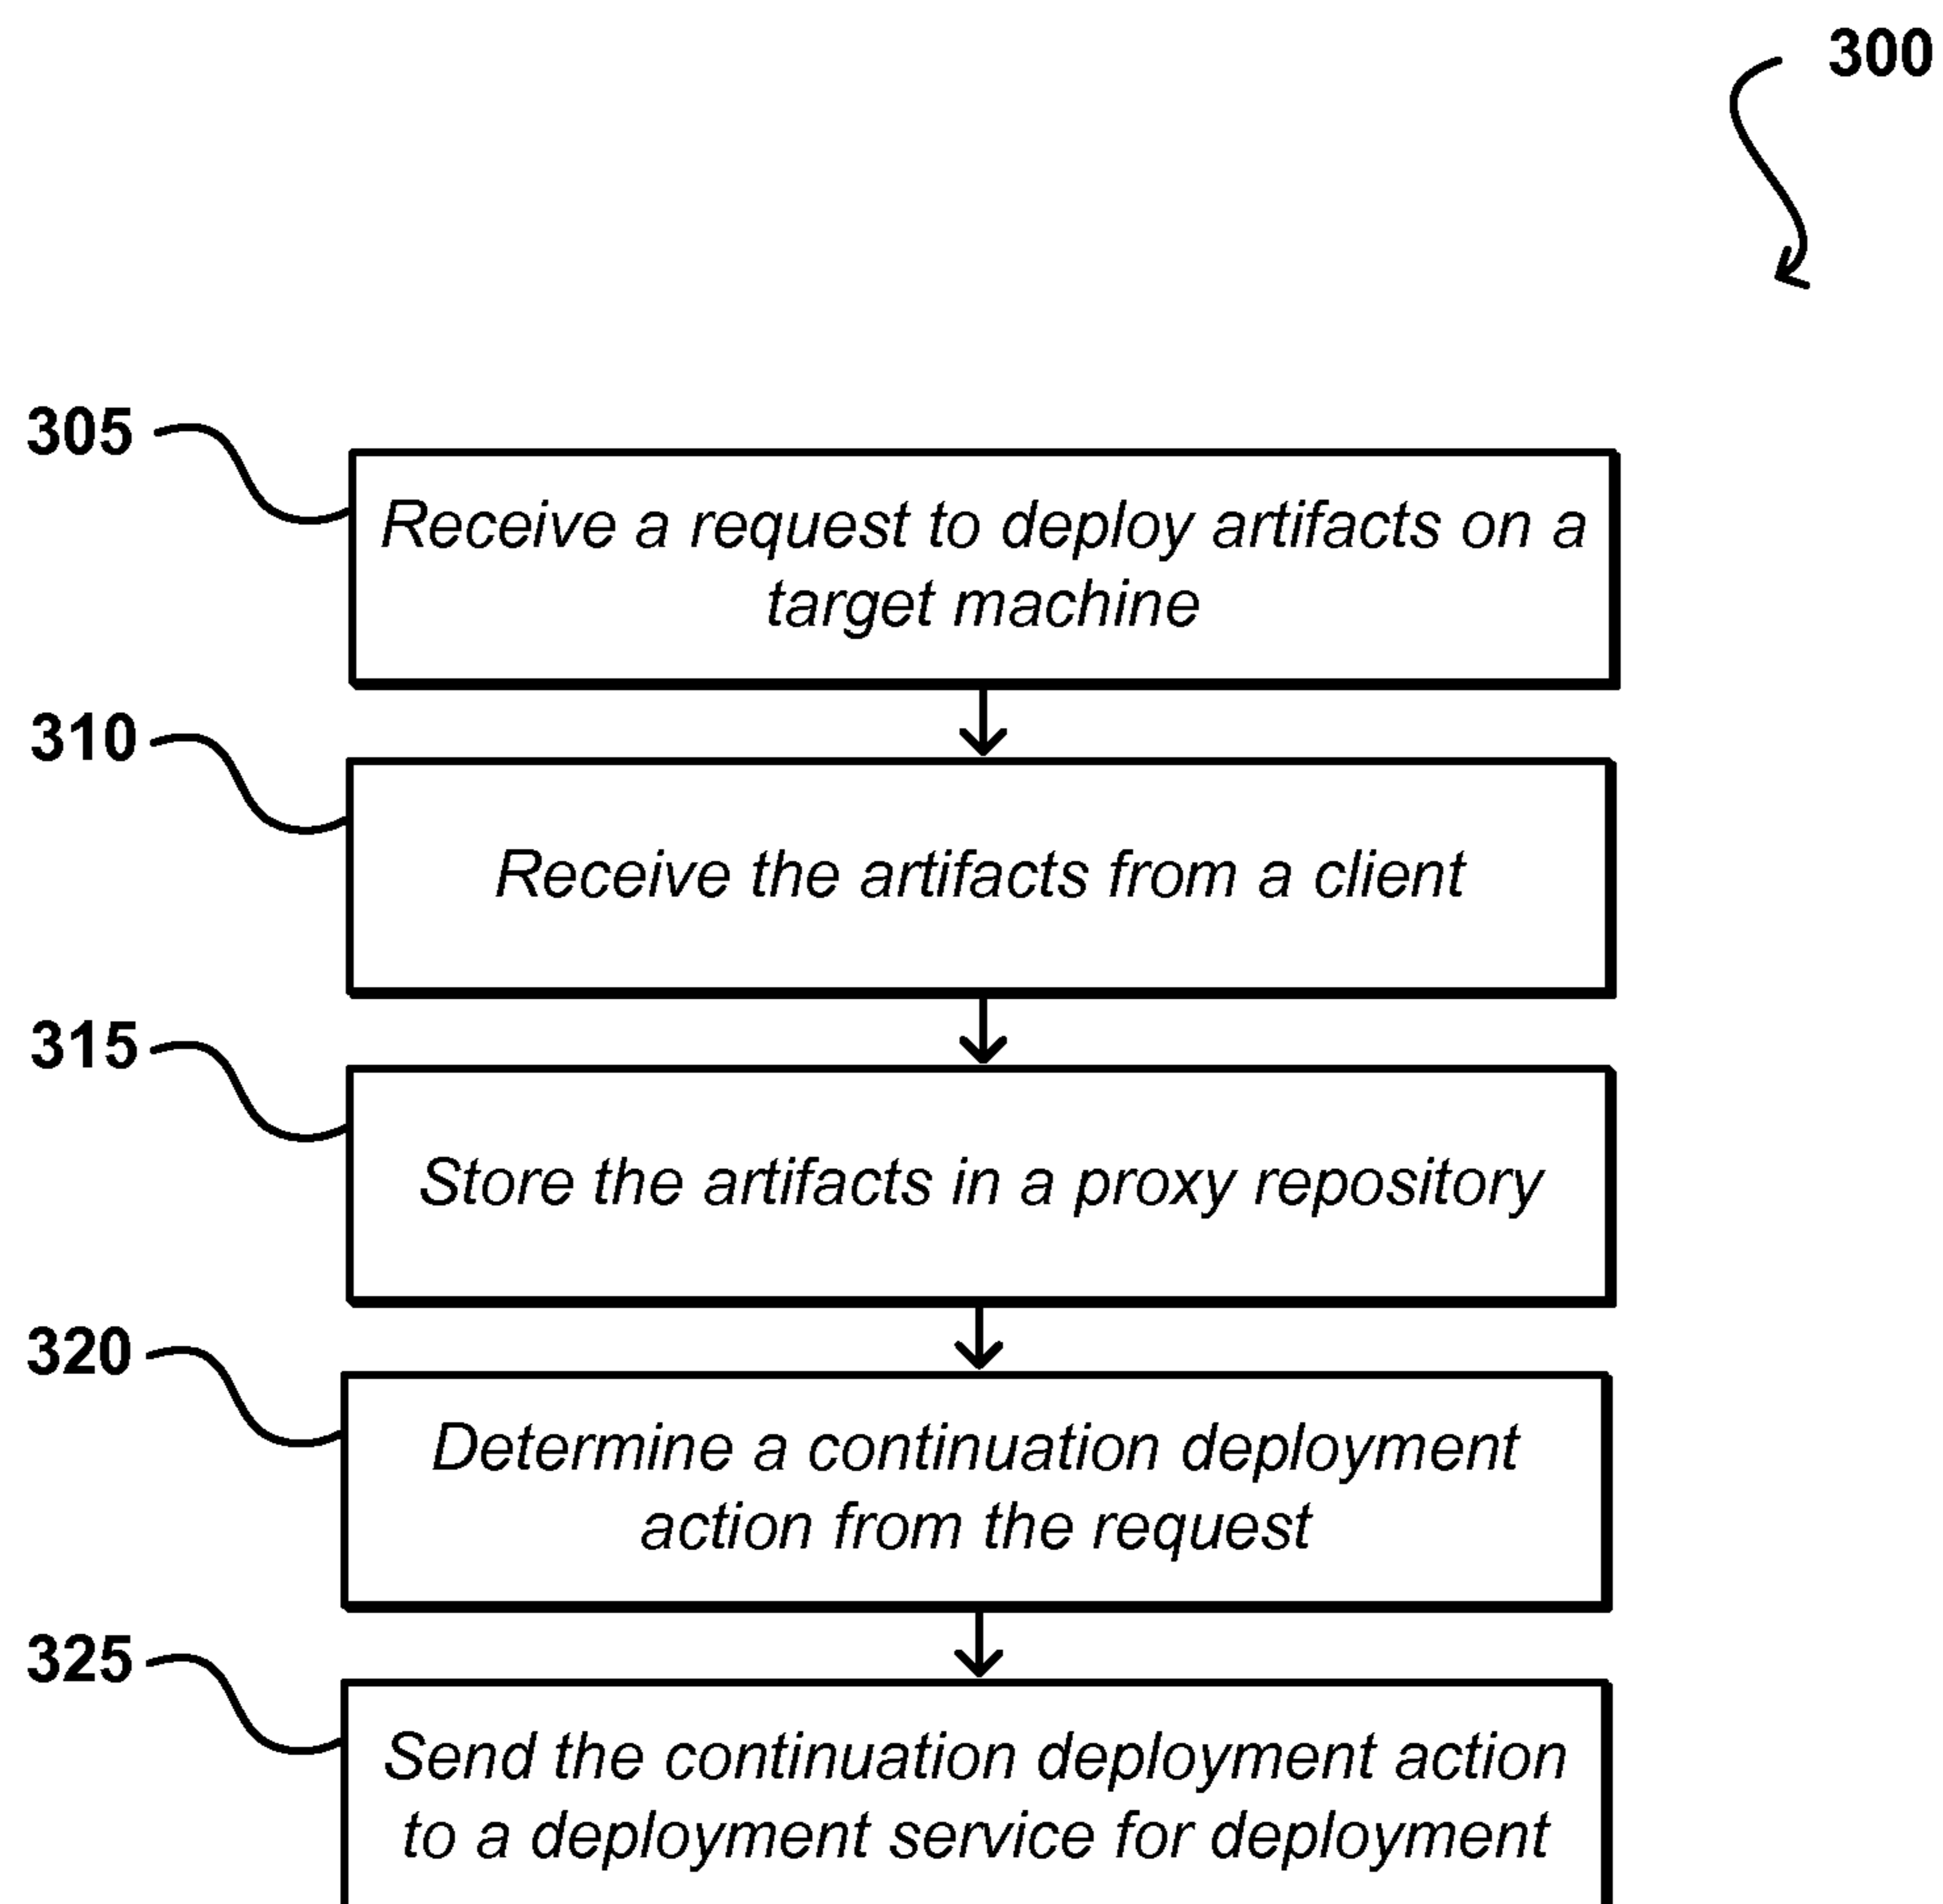 300
305
Receive a request to deploy artifacts on a
target machine
310
Receive the artifacts from a client
315
Store the artifacts in a proxy repository
320
Determine a continuation deployment
action from the request
325
Send the continuation deployment action
to a deployment service for deployment